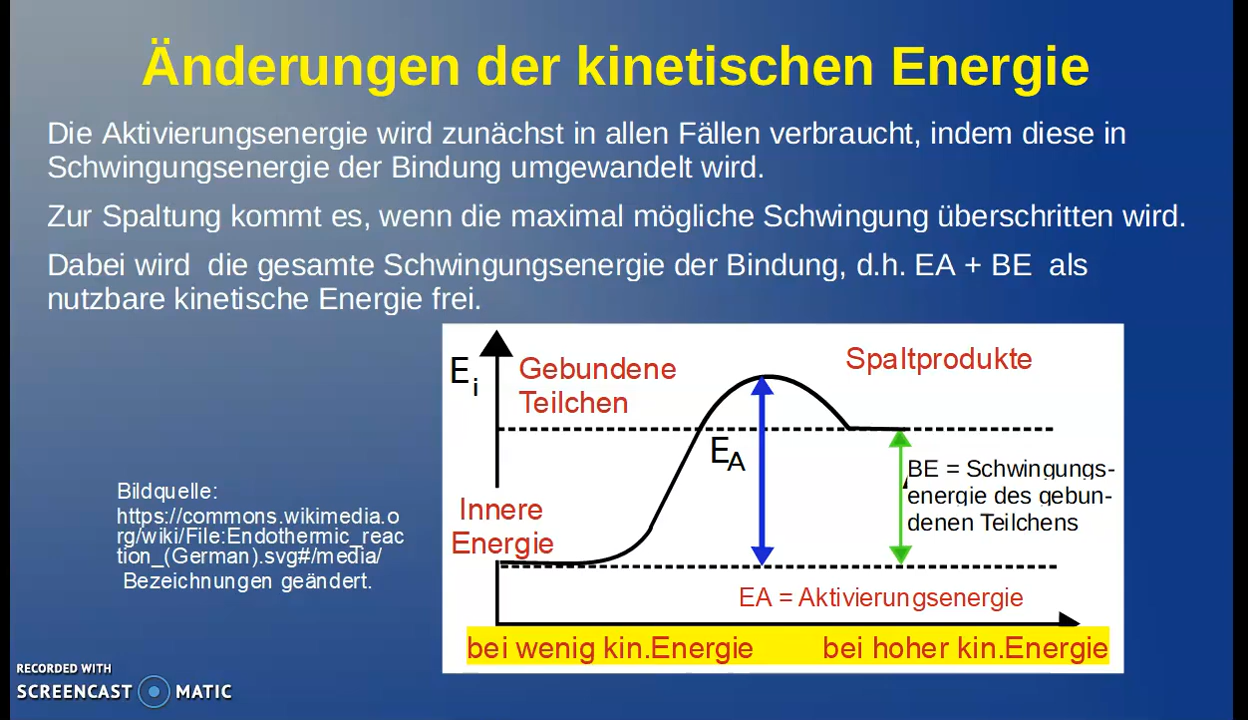 Änderungen der kinetischen Energie
Die Aktivierungsenergie wird zunächst in allen Fällen verbraucht, indem diese in
Schwingungsenergie der Bindung umgewandelt wird.
Zur Spaltung kommt es, wenn die maximal mögliche Schwingung überschritten wird.
Dabei wird die gesamte Schwingungsenergie der Bindung, d.h. EA + BE als
nutzbare kinetische Energie frei.
Ei
Gebundene
Teilchen
Spaltprodukte
EA
BE = Schwingungs-
energie des gebun-
denen Teilchens
Innere
Energie
EA = Aktivierungsenergie
bei wenig kin.Energie
bei hoher kin.Energie
Bildquelle:
https://commons.wikimedia.o
rg/wiki/File:Endothermic_reac
tion_(German).svg#/media/
Bezeichnungen geändert.
RECORDED WITH
SCREENCAST MATIC